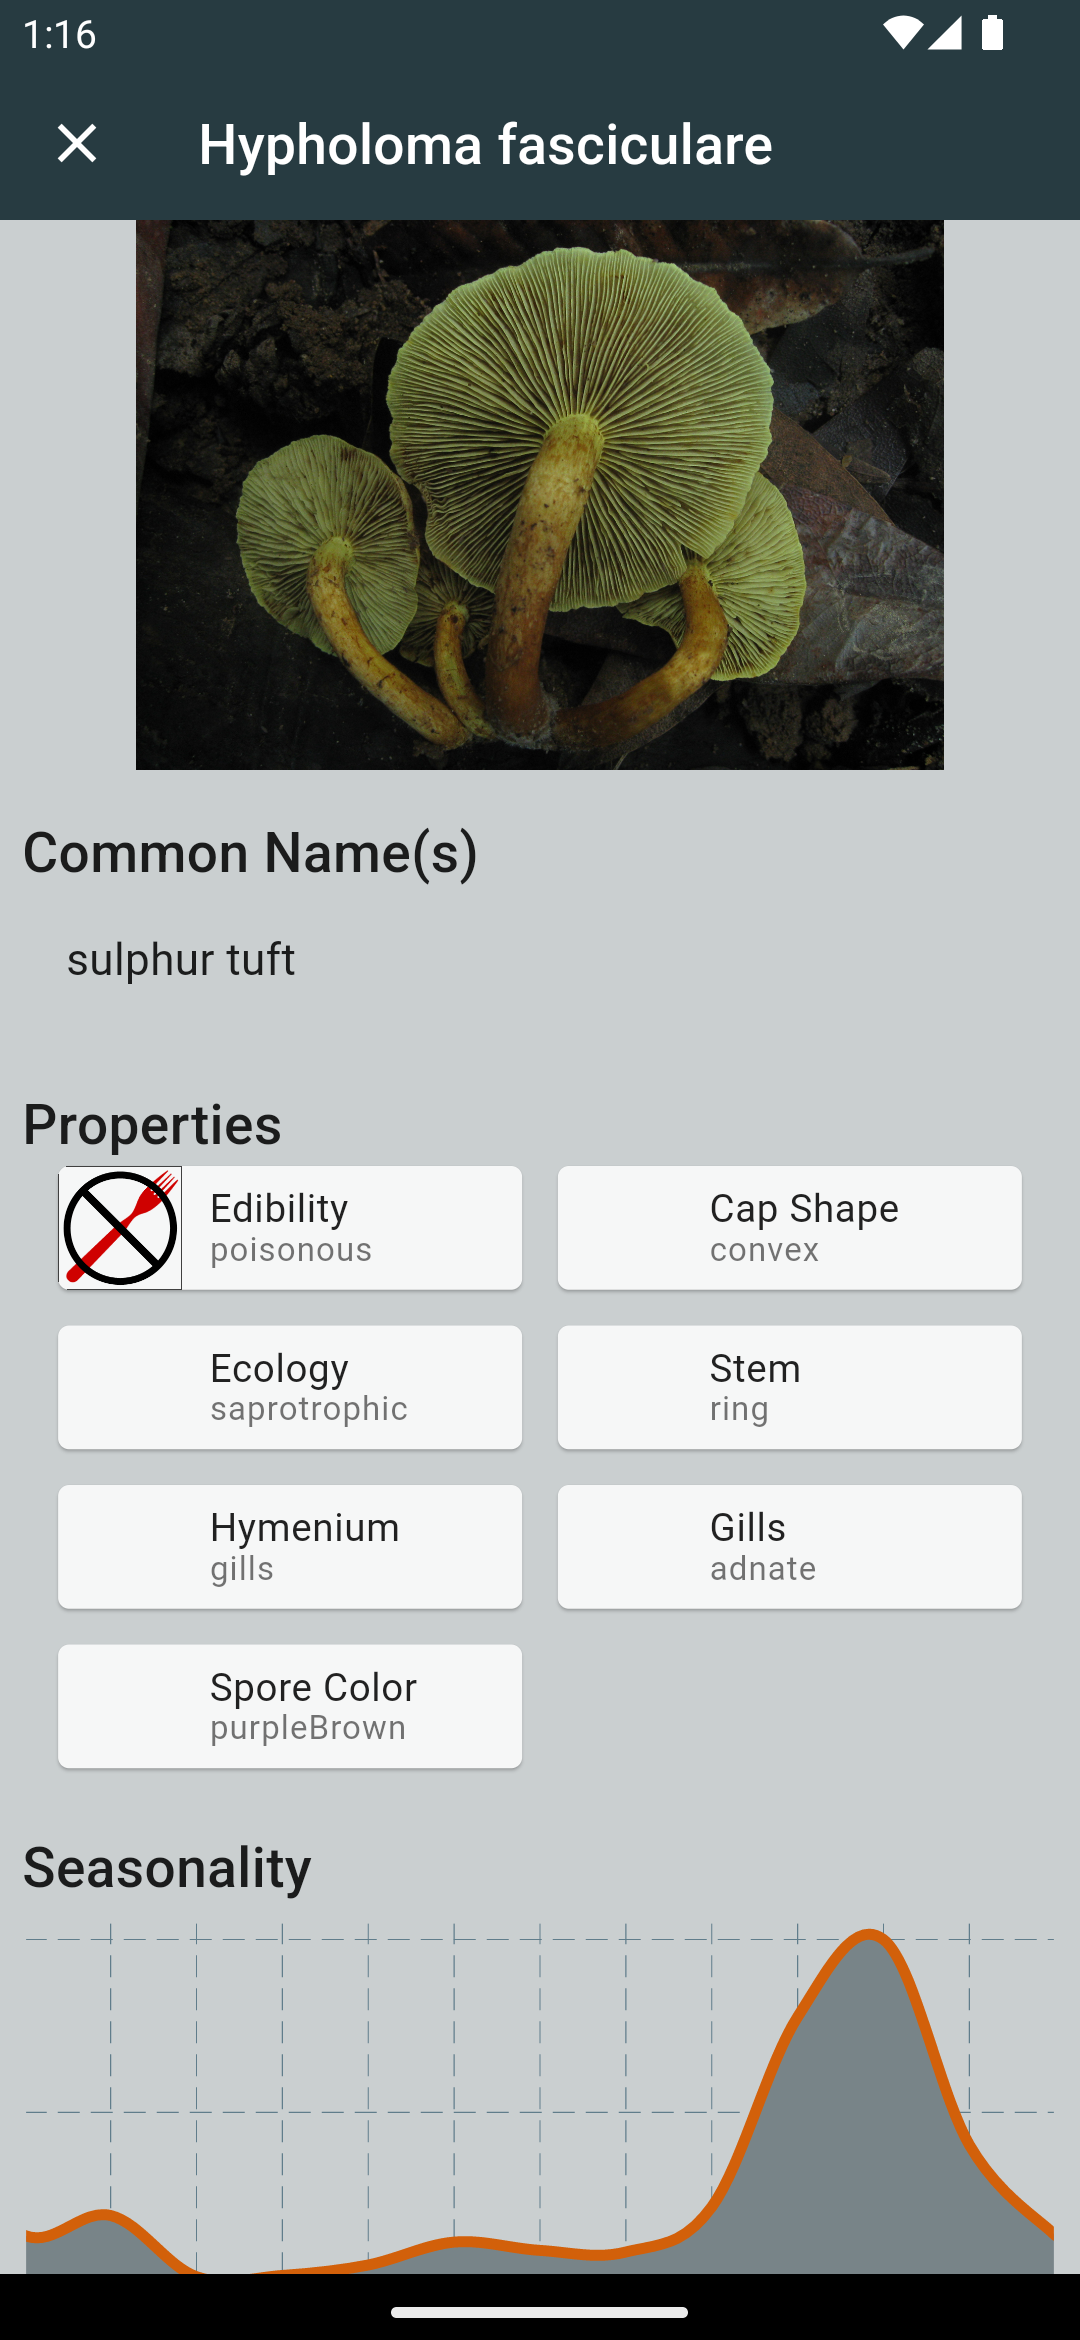 1:16
Hypholoma fasciculare
Common Name(s)
sulphur tuft
Properties
Edibility
poisonous
Cap Shape
convex
Ecology
saprotrophic
Stem
ring
Hymenium
gills
Gills
adnate
Spore Color
purpleBrown
Seasonality